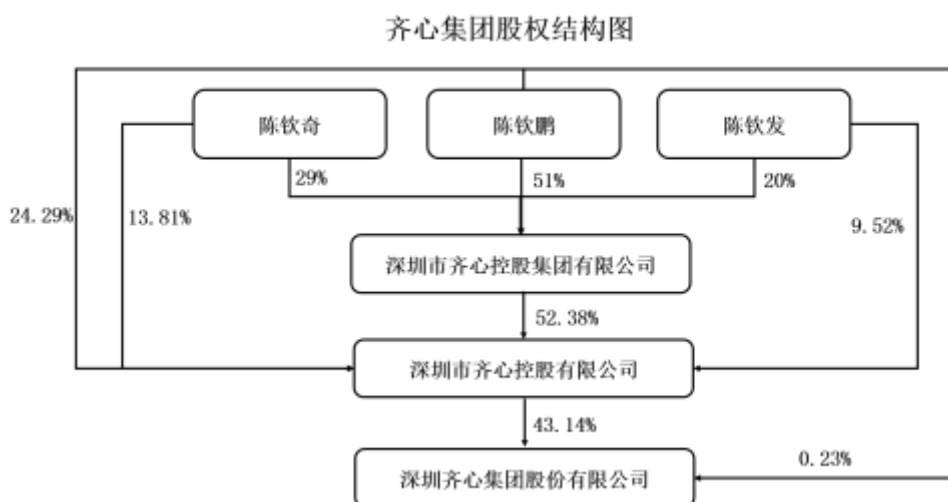 齐心集团股权结构图
陈钦奇
陈钦鹏
陈钦发
29%
51%
20%
24.29%
13.81%
9.52%
深圳市齐心控股集团有限公司
52.38%
深圳市齐心控股有限公司
43.14%
0.23%
深圳齐心集团股份有限公司